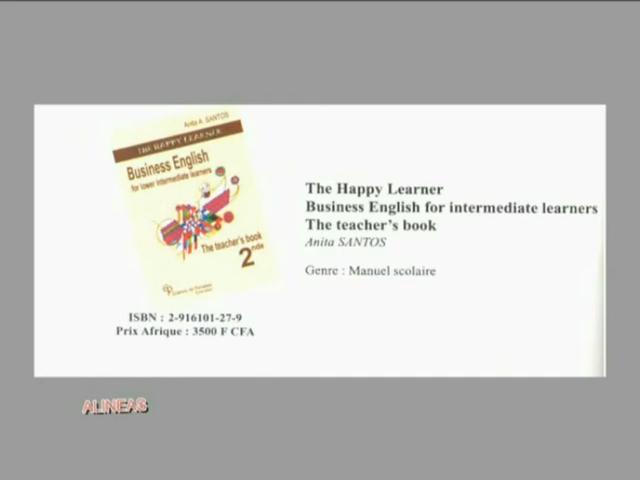 Anita A. SANTOS
THE HAPPY LEARNER
Business English
for lower intermediate learners
The teacher's book
2nde
The Happy Learner
Business English for intermediate learners
The teacher's book
Anita SANTOS
Genre : Manuel scolaire
ISBN : 2-916101-27-9
Prix Afrique : 3500 F CFA
ALINEAS